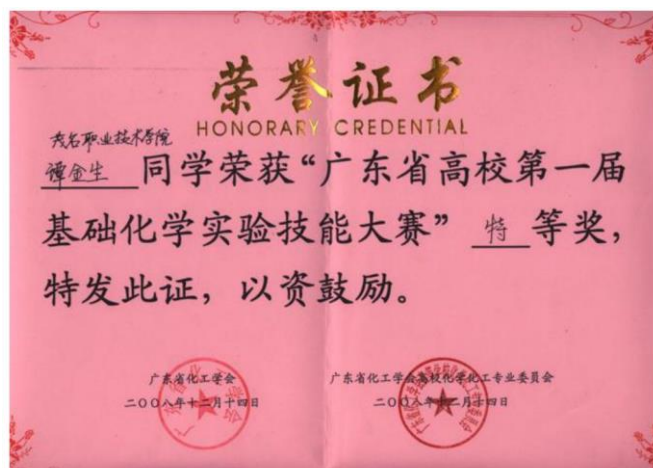 荣誉证书
HONORARY CREDENTIAL
茂名职业技术学院
谭金生 同学荣获“广东省高校第一届
基础化学实验技能大赛” 特 等奖,
特发此证,以资鼓励。
广东省化工学会
二〇〇八年十二月十四日
广东省化工学会高校化学化工专业委员会
二〇〇八年十二月十四日